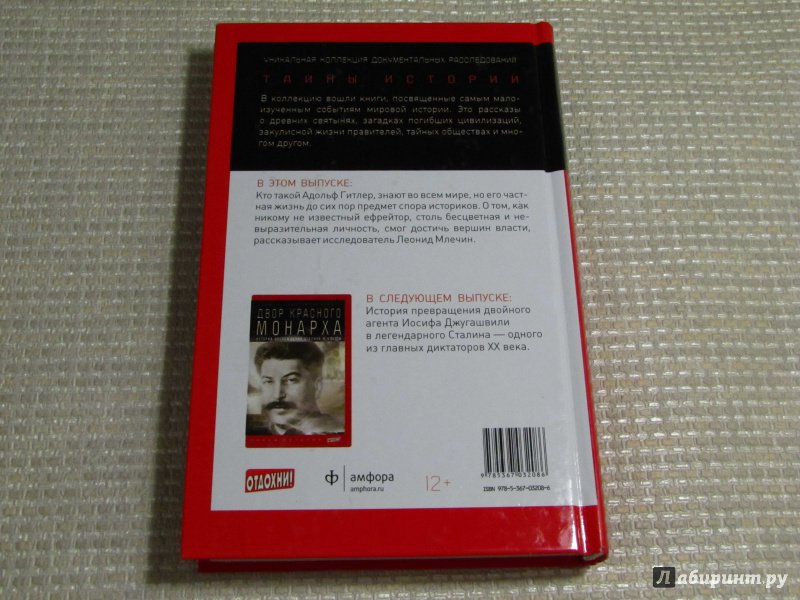 УНИКАЛЬНАЯ КОЛЛЕКЦИЯ ДОКУМЕНТАЛЬНЫХ РАССЛЕДОВАНИЙ
ТАЙНЫ ИСТОРИИ
В коллекцию вошли книги, посвященные самым мало-
изученным событиям мировой истории. Это рассказы
о древних святынях, загадках погибших цивилизаций,
закулисной жизни правителей, тайных обществах и мно-
гом другом.
В ЭТОМ ВЫПУСКЕ:
Кто такой Адольф Гитлер, знают во всем мире, но его част-
ная жизнь до сих пор предмет спора историков. О том, как
никому не известный ефрейтор, столь бесцветная и не-
выразительная личность, смог достичь вершин власти,
рассказывает исследователь Леонид Млечин.
В СЛЕДУЮЩЕМ ВЫПУСКЕ:
История превращения двойного
агента Иосифа Джугашвили
в легендарного Сталина — одного
из главных диктаторов XX века.
ДВОР КРАСНОГО
МОНАРХА
ОТДОХНИ!
амфора
amphora.ru
12+
9 785367 032086
ISBN 978-5-367-03208-6
Лабиринт.ру